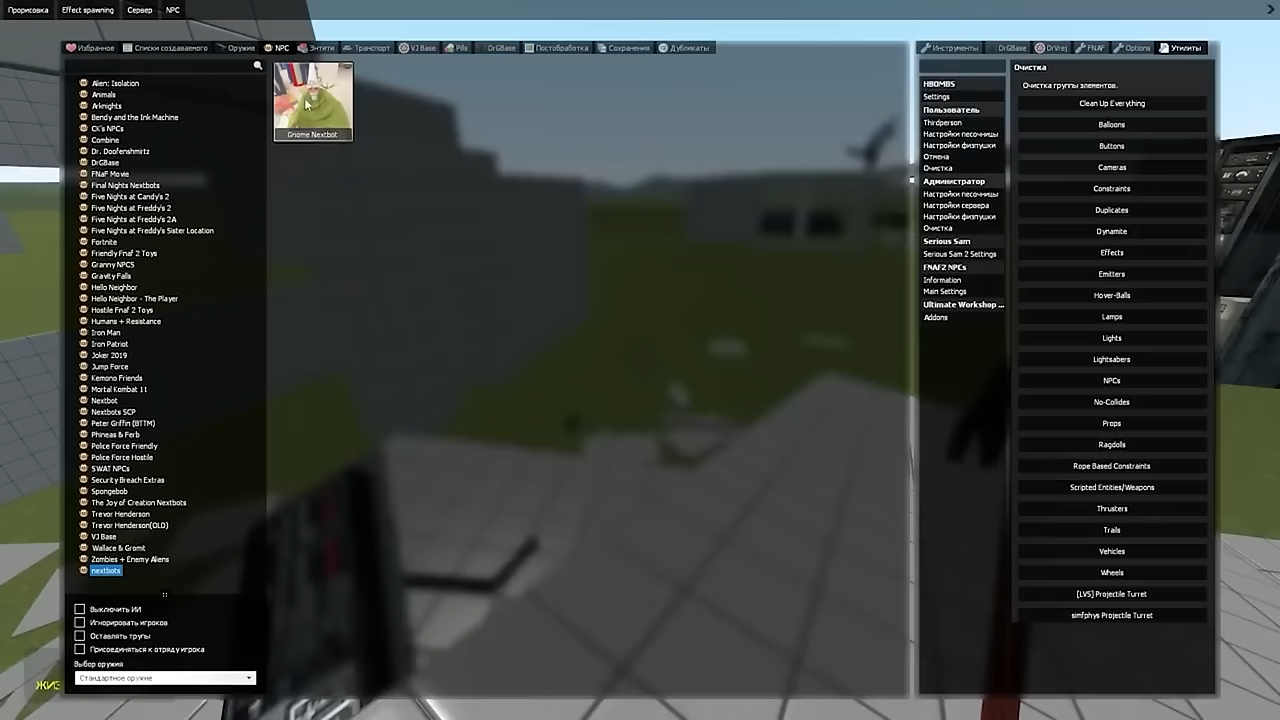 Прорисовка Effect spawning Сервер NPC
Избранное Списки создаваемого Оружие NPC Энтити Транспорт VJ Base Pills DrGBase Постобработка Сохранения Дубликаты
Alien: Isolation
Animals
Arknights
Bendy and the Ink Machine
CK's NPCs
Combine
Dr. Doofenshmirtz
DrGBase
FNaF Movie
Final Nights Nextbots
Five Nights at Candy's 2
Five Nights at Freddy's 2
Five Nights at Freddy's 2A
Five Nights at Freddy's Sister Location
Fortnite
Friendly Fnaf 2 Toys
Granny NPCS
Gravity Falls
Hello Neighbor
Hello Neighbor - The Player
Hostile Fnaf 2 Toys
Humans + Resistance
Iron Man
Iron Patriot
Joker 2019
Jump Force
Kemono Friends
Mortal Kombat 11
Nextbot
Nextbots SCP
Peter Griffin (BTTM)
Phineas & Ferb
Police Force Friendly
Police Force Hostile
SWAT NPCs
Security Breach Extras
Spongebob
The Joy of Creation Nextbots
Trevor Henderson
Trevor Henderson(OLD)
VJ Base
Wallace & Gromit
Zombies + Enemy Aliens
nextbots
Выключить ИИ
Игнорировать игроков
Оставлять трупы
Присоединяться к отряду игрока
Выбор оружия
Стандартное оружие
Gnome Nextbot
Инструменты DrGBase DrVrej FNAF Options Утилиты
HBOMBS
Settings
Пользователь
Thirdperson
Настройки песочницы
Настройки физпушки
Отмена
Очистка
Администратор
Настройки песочницы
Настройки сервера
Настройки физпушки
Очистка
Serious Sam
Serious Sam 2 Settings
FNAF2 NPCs
Information
Main Settings
Ultimate Workshop ...
Addons
Очистка
Очистка группы элементов.
Clean Up Everything
Balloons
Buttons
Cameras
Constraints
Duplicates
Dynamite
Effects
Emitters
Hover-Balls
Lamps
Lights
Lightsabers
NPCs
No-Collides
Props
Ragdolls
Rope Based Constraints
Scripted Entities/Weapons
Thrusters
Trails
Vehicles
Wheels
[LVS] Projectile Turret
simfphys Projectile Turret